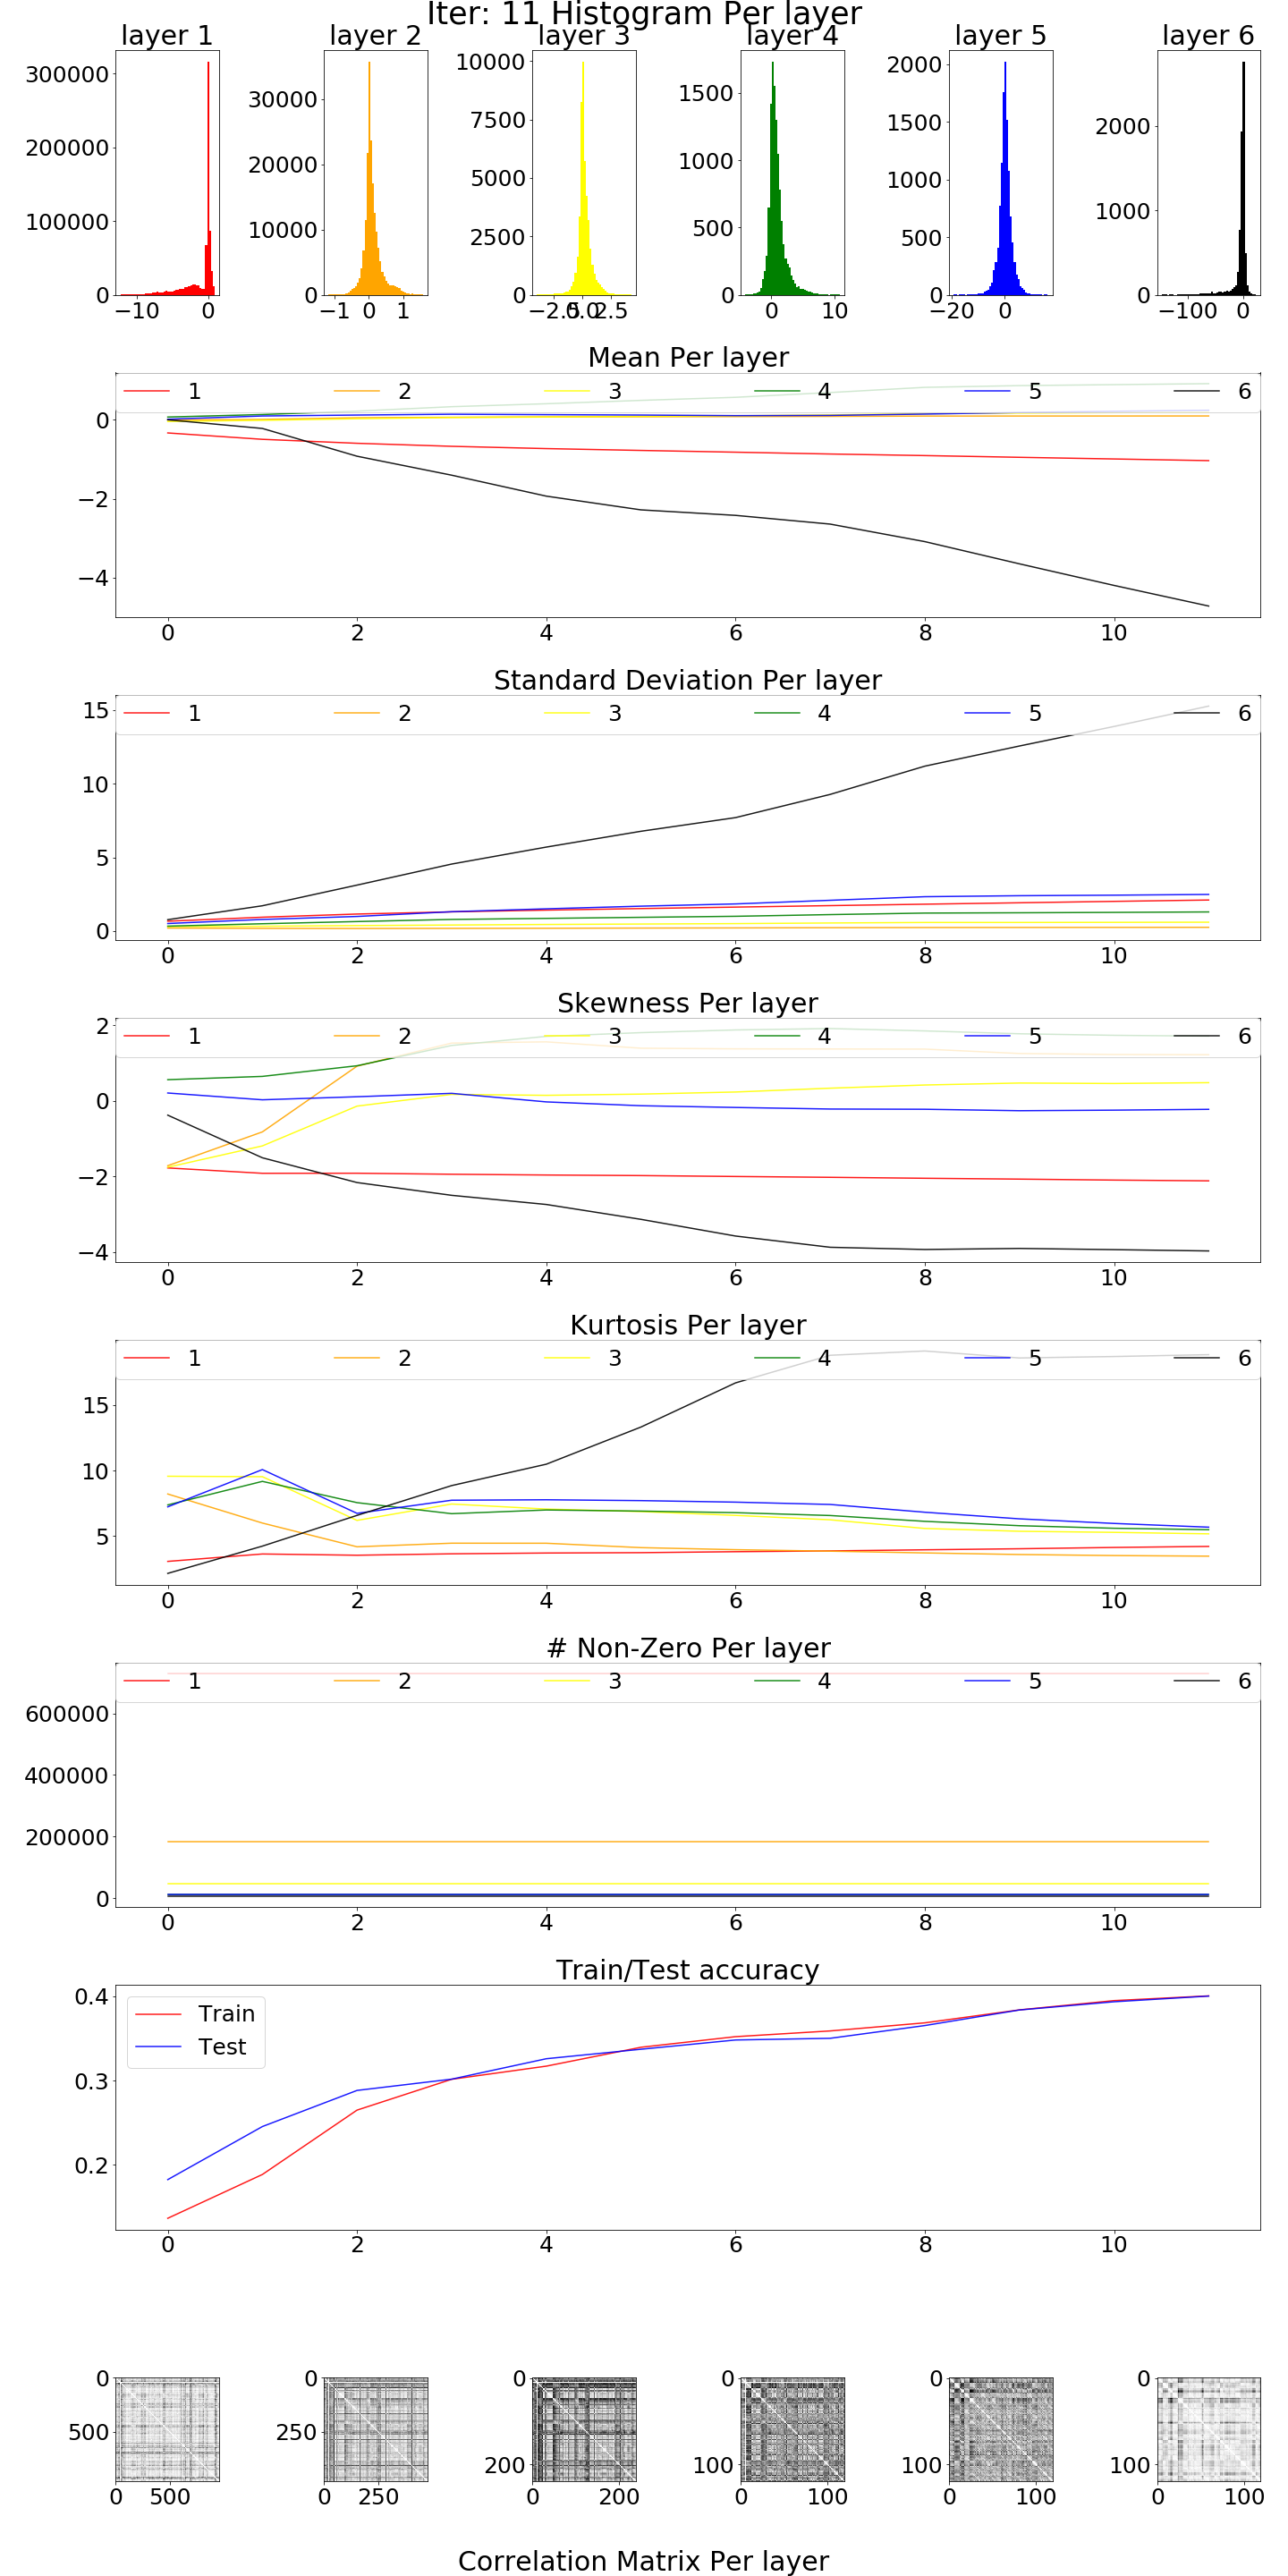 Iter: 11 Histogram Per layer
layer 1 layer 2 layer 3 layer 4 layer 5 layer 6
300000 200000 100000 0 −10 0
30000 20000 10000 0 −1 0 1
10000 7500 5000 2500 0 −2.5 0.0 2.5
1500 1000 500 0 0 10
2000 1500 1000 500 0 −20 0
2000 1000 0 −100 0
Mean Per layer
1 2 3 4 5 6
0
−2
−4
0 2 4 6 8 10
Standard Deviation Per layer
1 2 3 4 5 6
15
10
5
0
0 2 4 6 8 10
Skewness Per layer
2
1 2 3 4 5 6
0
−2
−4
0 2 4 6 8 10
Kurtosis Per layer
1 2 3 4 5 6
15
10
5
0 2 4 6 8 10
# Non-Zero Per layer
1 2 3 4 5 6
600000
400000
200000
0
0 2 4 6 8 10
Train/Test accuracy
0.4
Train
Test
0.3
0.2
0 2 4 6 8 10
0 500 0 500
0 250 0 250
0 200 0 200
0 100 0 100
0 100 0 100
0 100 0 100
Correlation Matrix Per layer